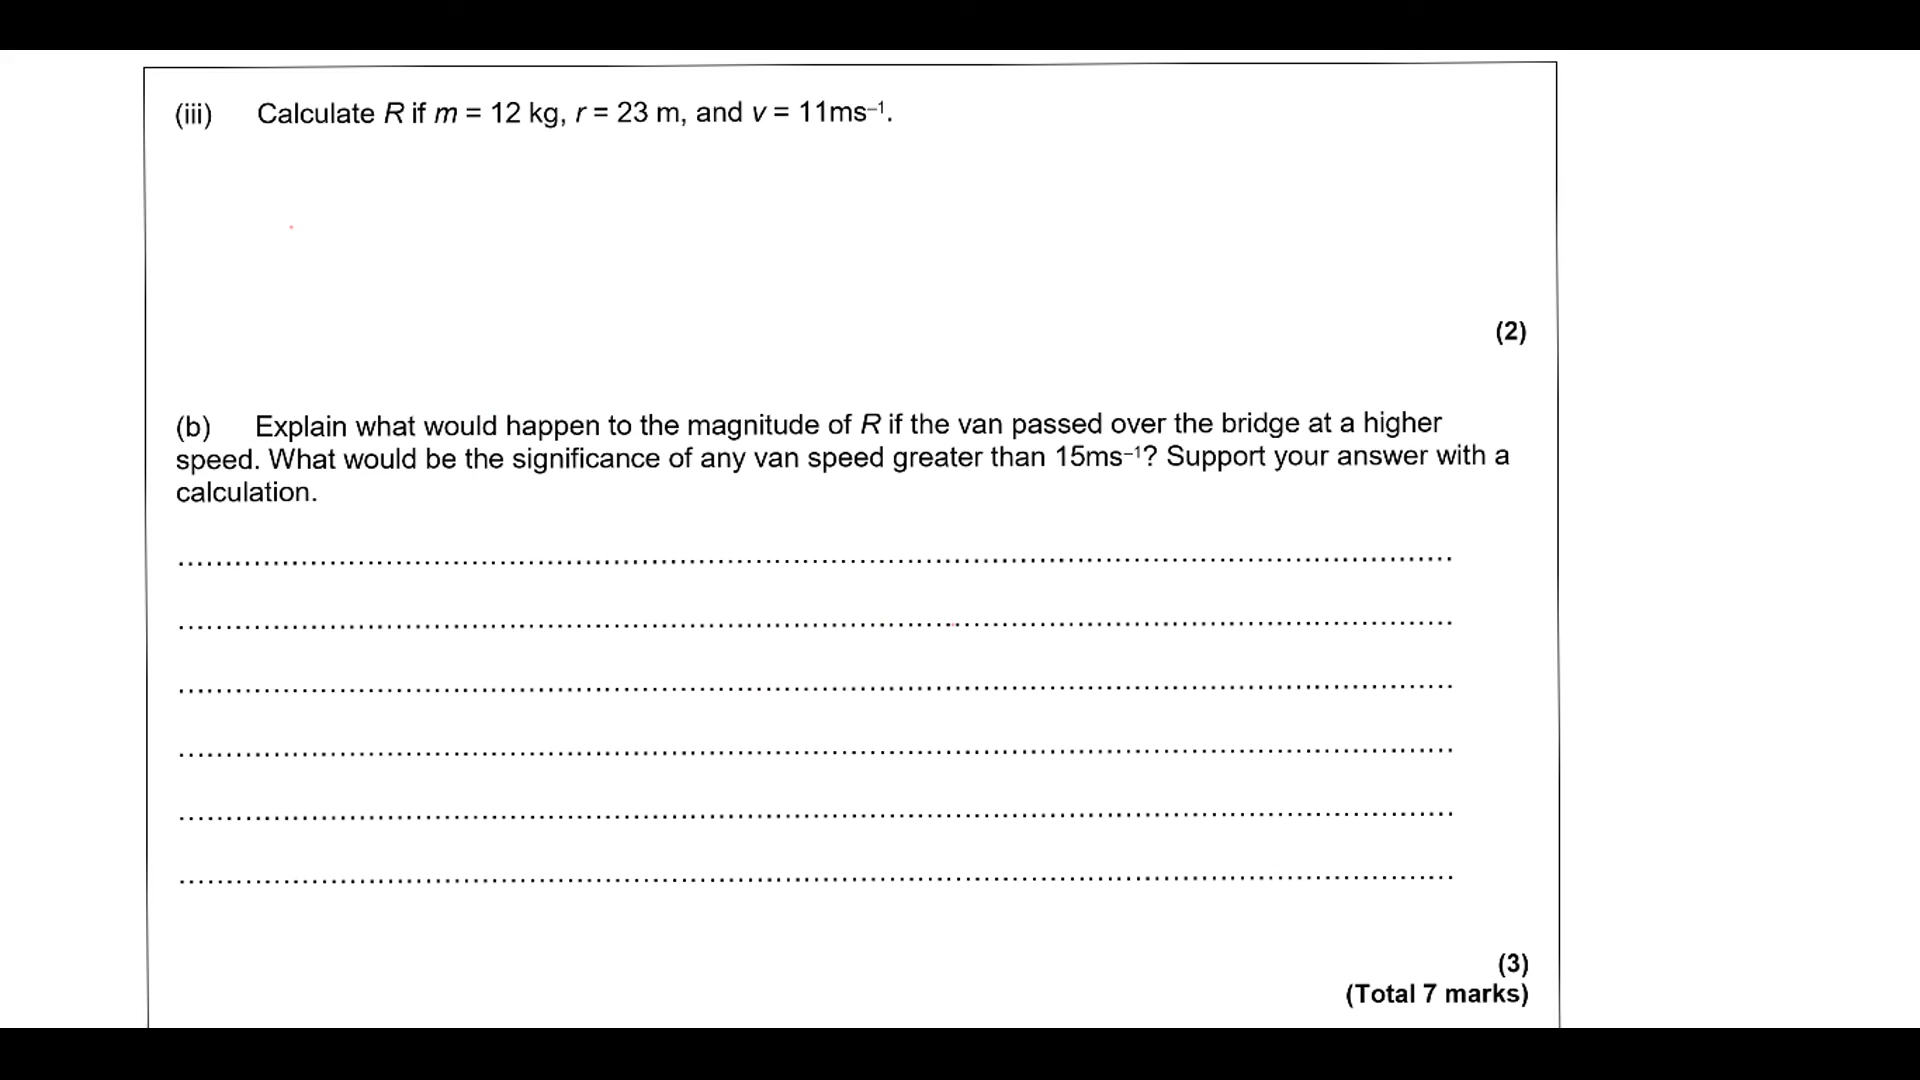 (iii) Calculate R if m = 12 kg, r = 23 m, and v = 11ms⁻¹.
(2)
(b) Explain what would happen to the magnitude of R if the van passed over the bridge at a higher
speed. What would be the significance of any van speed greater than 15ms⁻¹? Support your answer with a
calculation.
(3)
(Total 7 marks)